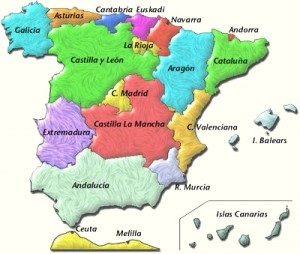 Cantabria
Euskadi
Asturias
Navarra
Galicia
Andorra
La Rioja
Castilla y León
Aragón
Cataluña
C. Madrid
Extremadura
Castilla La Mancha
C. Valenciana
I. Balears
Andalucía
R. Murcia
Islas Canarias
Ceuta
Melilla